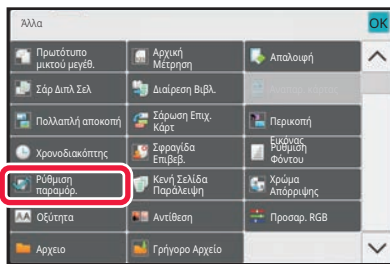 Άλλα
OK
Πρωτότυπο
μικτού μεγέθ.
Αρχική
Μέτρηση
Απαλοιφή
Σάρ Διπλ Σελ
Διαίρεση Βιβλ.
Πολλαπλή αποκοπή
Σάρωση Επιχ.
Κάρτ
Περικοπή
Εικόνας
Χρονοδιακόπτης
Σφραγίδα
Επιβεβ.
Ρύθμιση
Φόντου
Ρύθμιση
παραμόρ.
Κενή Σελίδα
Παράλειψη
Χρώμα
Απόρριψης
Οξύτητα
Αντίθεση
Προσαρ. RGB
Αρχειο
Γρήγορο Αρχείο